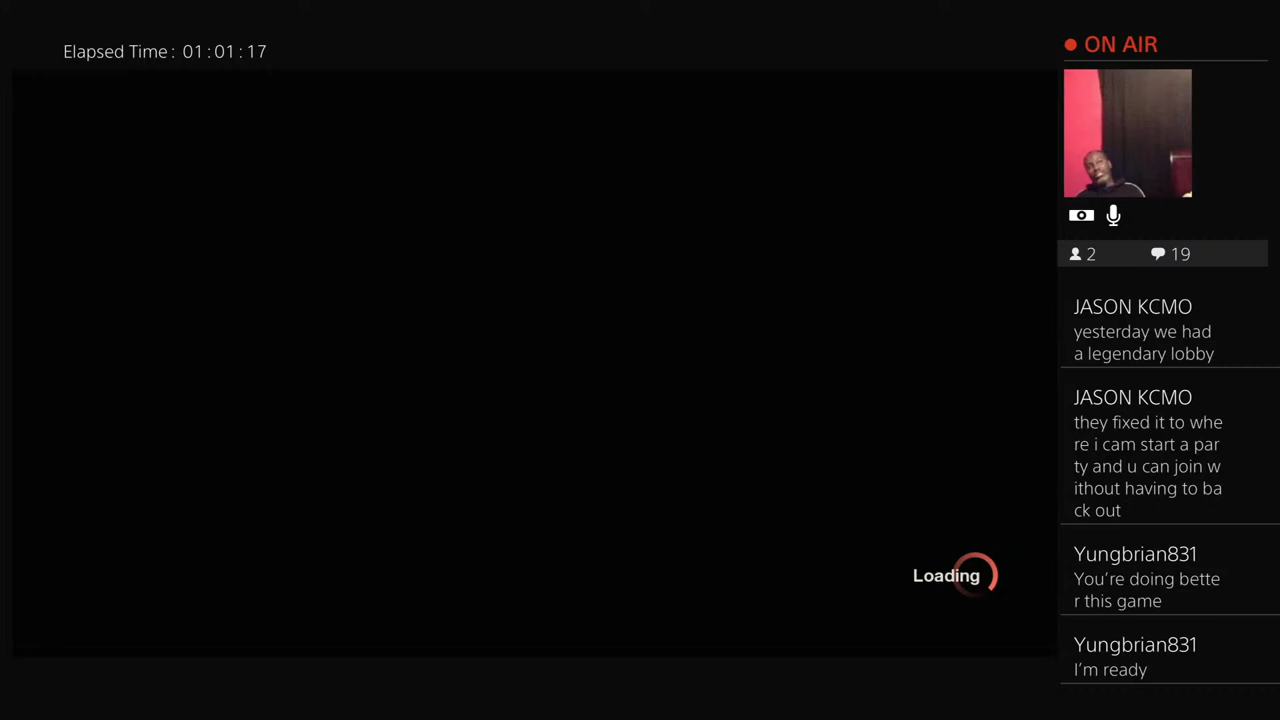 Elapsed Time: 01:01:17
ON AIR
2 19
JASON KCMO
yesterday we had
a legendary lobby
JASON KCMO
they fixed it to whe
re i cam start a par
ty and u can join w
ithout having to ba
ck out
Yungbrian831
You're doing bette
r this game
Loading
Yungbrian831
I'm ready